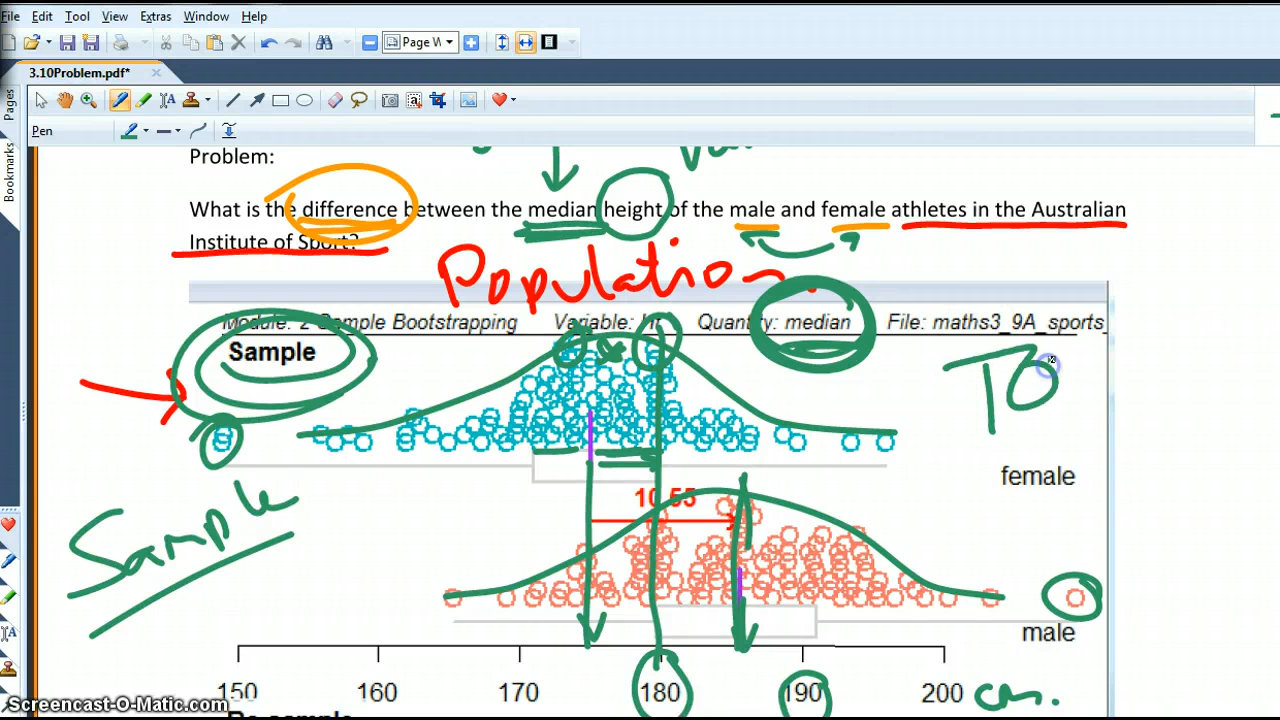 File Edit Tool View Extras Window Help
Page W
3.10Problem.pdf*
Pages
Bookmarks
Pen
Problem:
What is the difference between the median height of the male and female athletes in the Australian
Institute of Sport?
Population
Module: 2 Sample Bootstrapping Variable: Ht Quantity: median File: maths3_9A_sports_
Sample
To
female
10.55
Sample
male
150 160 170 180 190 200 cm.
Screencast-O-Matic.com
Re-sample